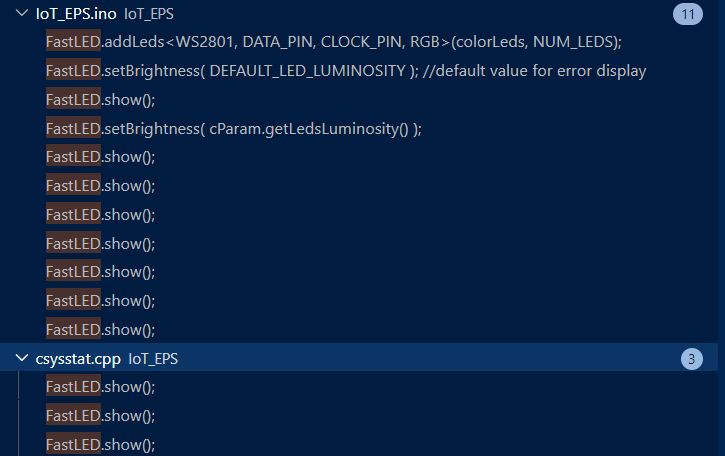 IoT_EPS.ino IoT_EPS 11
FastLED.addLeds<WS2801, DATA_PIN, CLOCK_PIN, RGB>(colorLeds, NUM_LEDS);
FastLED.setBrightness( DEFAULT_LED_LUMINOSITY ); //default value for error display
FastLED.show();
FastLED.setBrightness( cParam.getLedsLuminosity() );
FastLED.show();
FastLED.show();
FastLED.show();
FastLED.show();
FastLED.show();
FastLED.show();
FastLED.show();
csysstat.cpp IoT_EPS 3
FastLED.show();
FastLED.show();
FastLED.show();